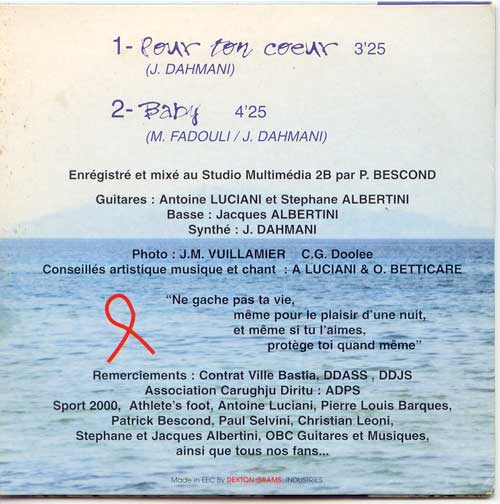 1- Pour ton coeur 3'25
(J. DAHMANI)
2- Baby 4'25
(M. FADOULI / J. DAHMANI)
Enrégistré et mixé au Studio Multimédia 2B par P. BESCOND
Guitares : Antoine LUCIANI et Stephane ALBERTINI
Basse : Jacques ALBERTINI
Synthé : J. DAHMANI
Photo : J.M. VUILLAMIER C.G. Doolee
Conseillés artistique musique et chant : A LUCIANI & O. BETTICARE
"Ne gache pas ta vie,
même pour le plaisir d'une nuit,
et même si tu l'aimes,
protège toi quand même"
Remerciements : Contrat Ville Bastia, DDASS , DDJS
Association Carughju Diritu : ADPS
Sport 2000, Athlete's foot, Antoine Luciani, Pierre Louis Barques,
Patrick Bescond, Paul Selvini, Christian Leoni,
Stephane et Jacques Albertini, OBC Guitares et Musiques,
ainsi que tous nos fans...
Made in EEC By DEXTON GRAMS. INDUSTRIES